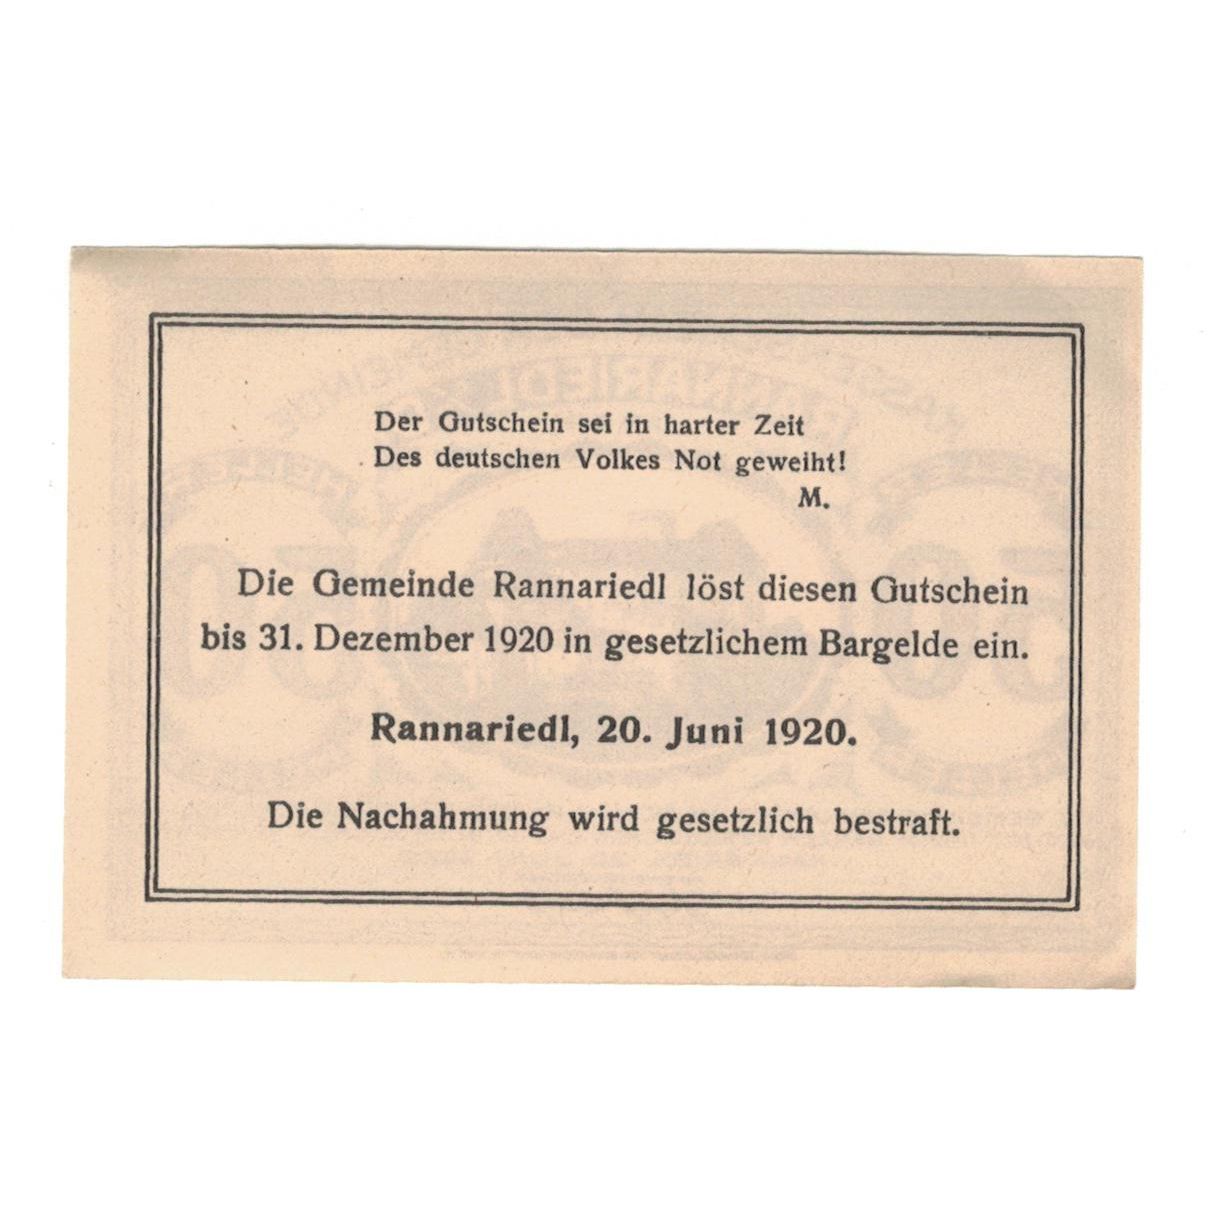 Der Gutschein sei in harter Zeit
Des deutschen Volkes Not geweiht!
M.
Die Gemeinde Rannariedl löst diesen Gutschein
bis 31. Dezember 1920 in gesetzlichem Bargelde ein.
Rannariedl, 20. Juni 1920.
Die Nachahmung wird gesetzlich bestraft.